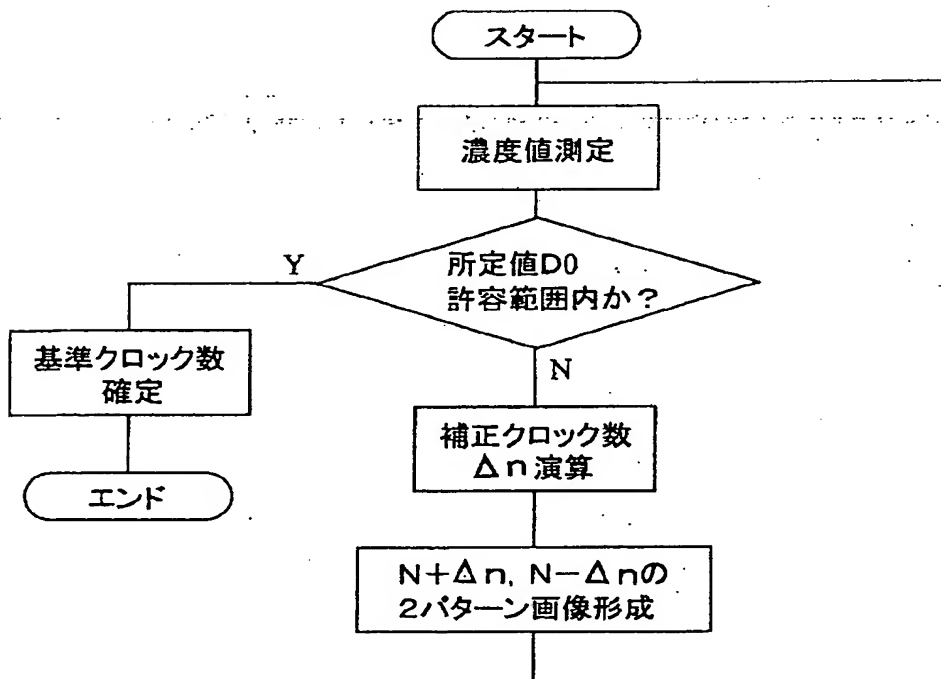 スタート
濃度値測定
所定値D0
許容範囲内か?
Y
N
基準クロック数
確定
エンド
補正クロック数
Δn演算
N+Δn, N-Δnの
2パターン画像形成